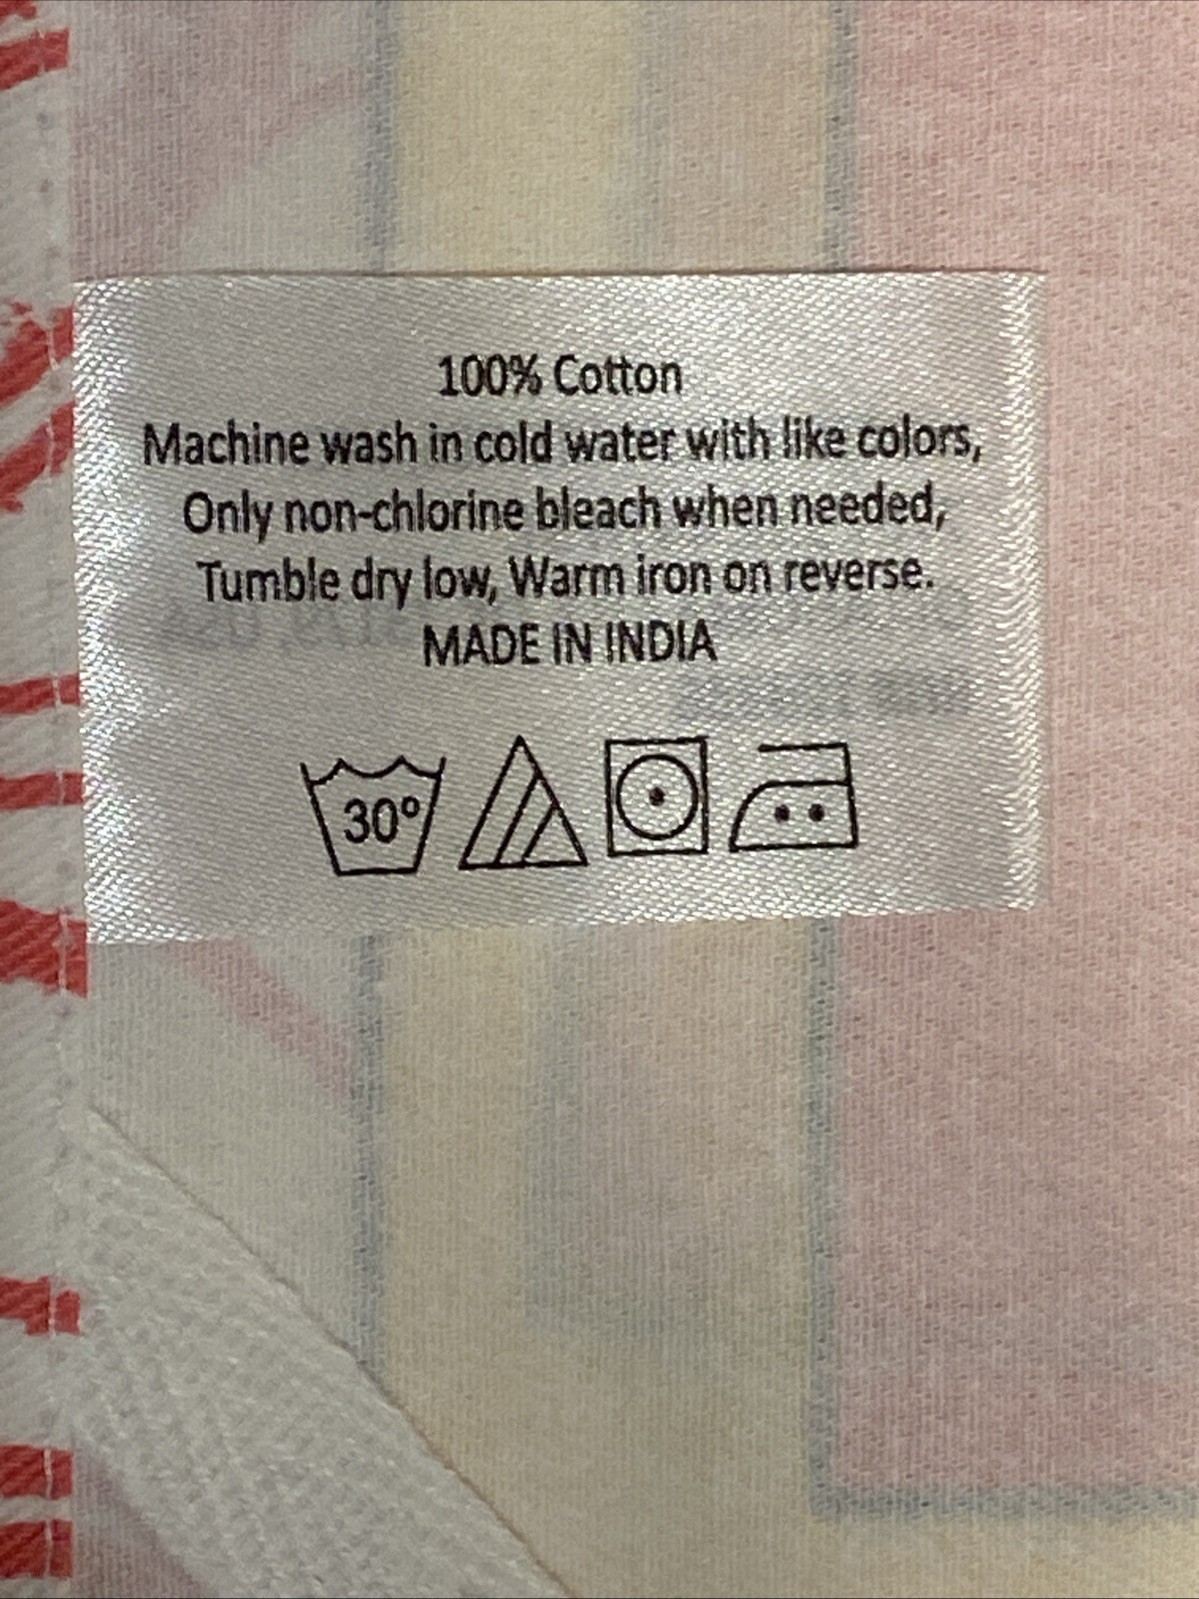 100% Cotton
Machine wash in cold water with like colors,
Only non-chlorine bleach when needed,
Tumble dry low, Warm iron on reverse.
MADE IN INDIA
30°